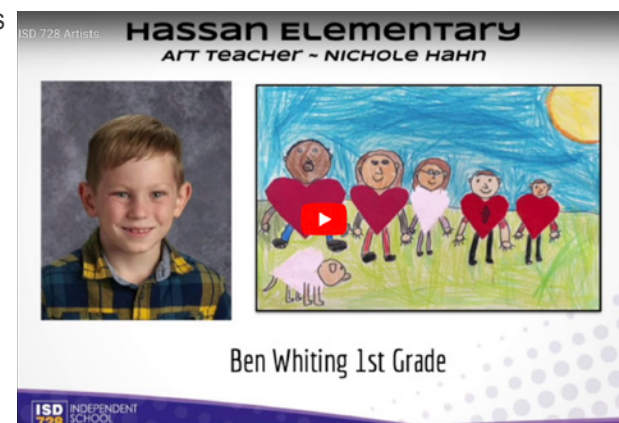 S
ISD 728 Artists
Hassan Elementary
Art Teacher ~ Nichole Hahn
Ben Whiting 1st Grade
ISD INDEPENDENT
728 SCHOOL